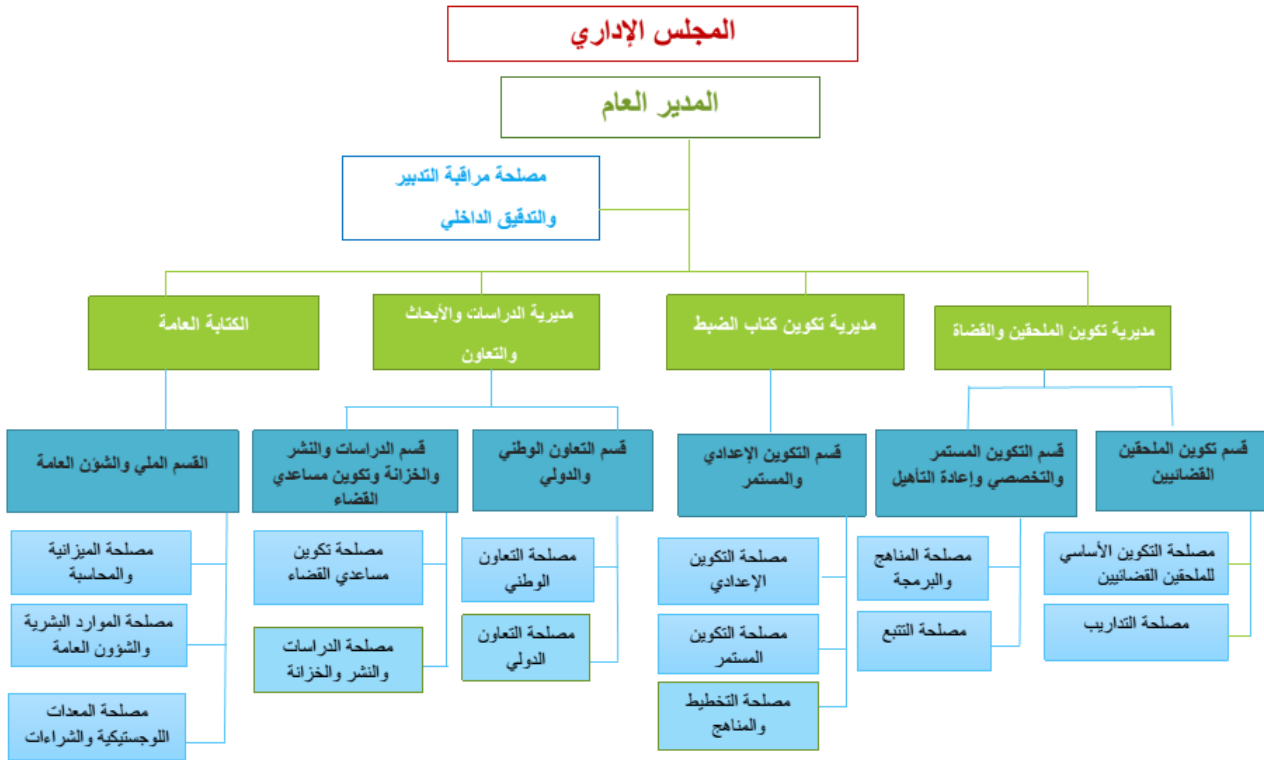 المجلس الإداري
المدير العام
مصلحة مراقبة التدبير
والتدقيق الداخلي
مديرية تكوين الملحقين والقضاة
مديرية تكوين كتاب الضبط
مديرية الدراسات والأبحاث
والتعاون
الكتابة العامة
قسم تكوين الملحقين
القضائيين
قسم التكوين المستمر
والتخصصي وإعادة التأهيل
قسم التكوين الإعدادي
والمستمر
قسم التعاون الوطني
والدولي
قسم الدراسات والنشر
والخزانة وتكوين مساعدي
القضاء
القسم الملي والشؤن العامة
مصلحة التكوين الأساسي
للملحقين القضائيين
مصلحة التداريب
مصلحة المناهج
والبرمجة
مصلحة التتبع
مصلحة التكوين
الإعدادي
مصلحة التكوين
المستمر
مصلحة التخطيط
والمناهج
مصلحة التعاون
الوطني
مصلحة التعاون
الدولي
مصلحة تكوين
مساعدي القضاء
مصلحة الدراسات
والنشر والخزانة
مصلحة الميزانية
والمحاسبة
مصلحة الموارد البشرية
والشؤون العامة
مصلحة المعدات
اللوجستيكية والشراءات